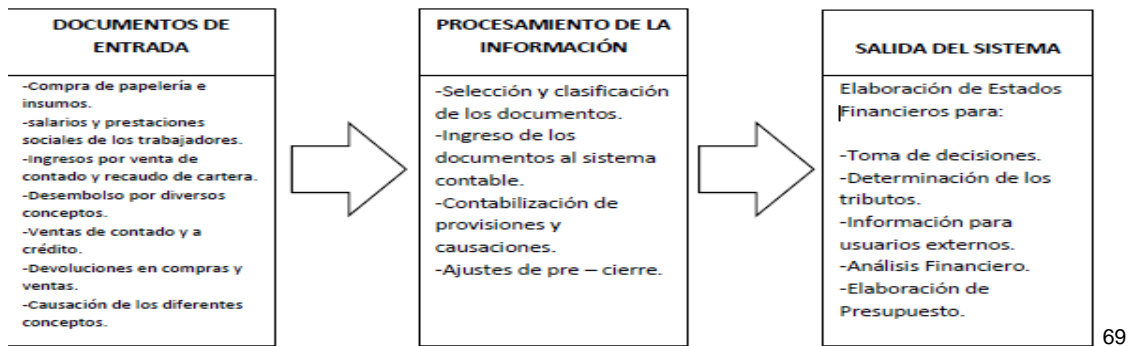 DOCUMENTOS DE
ENTRADA
-Compra de papelería e
insumos.
-salarios y prestaciones
sociales de los trabajadores.
-Ingresos por venta de
contado y recaudo de cartera.
-Desembolso por diversos
conceptos.
-Ventas de contado y a
crédito.
-Devoluciones en compras y
ventas.
-Causación de los diferentes
conceptos.
PROCESAMIENTO DE LA
INFORMACIÓN
-Selección y clasificación
de los documentos.
-Ingreso de los
documentos al sistema
contable.
-Contabilización de
provisiones y
causaciones.
-Ajustes de pre – cierre.
SALIDA DEL SISTEMA
Elaboración de Estados
Financieros para:
-Toma de decisiones.
-Determinación de los
tributos.
-Información para
usuarios externos.
-Análisis Financiero.
-Elaboración de
Presupuesto.
69